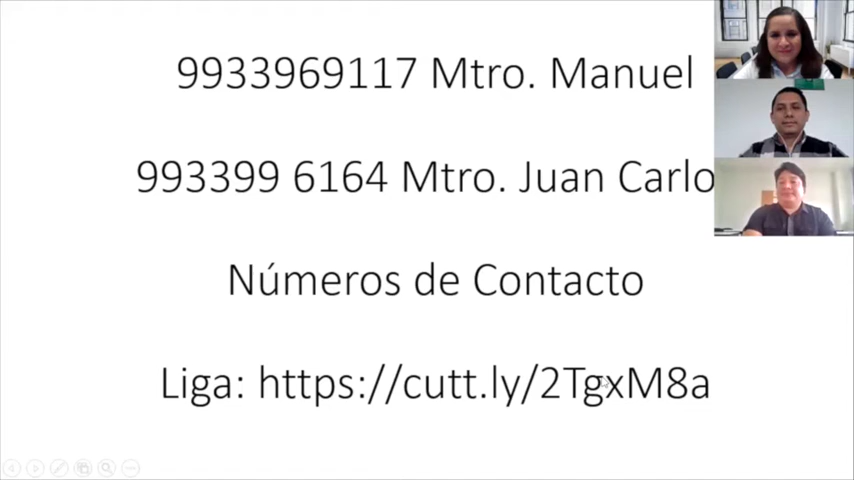 9933969117 Mtro. Manuel
993399 6164 Mtro. Juan Carlo
Números de Contacto
Liga: https://cutt.ly/2TgxM8a